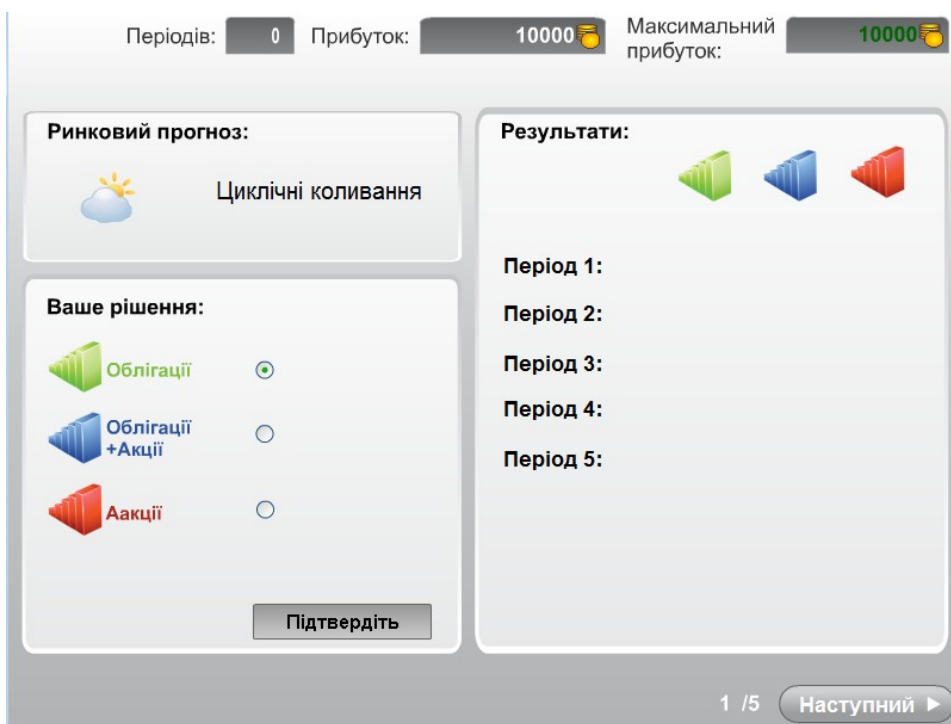 Періодів: 0 Прибуток: 10000 Максимальний прибуток: 10000
Ринковий прогноз:
Циклічні коливання
Ваше рішення:
Облігації
Облігації
+Акції
Аакції
Підтвердіть
Результати:
Період 1:
Період 2:
Період 3:
Період 4:
Період 5:
1 /5 Наступний